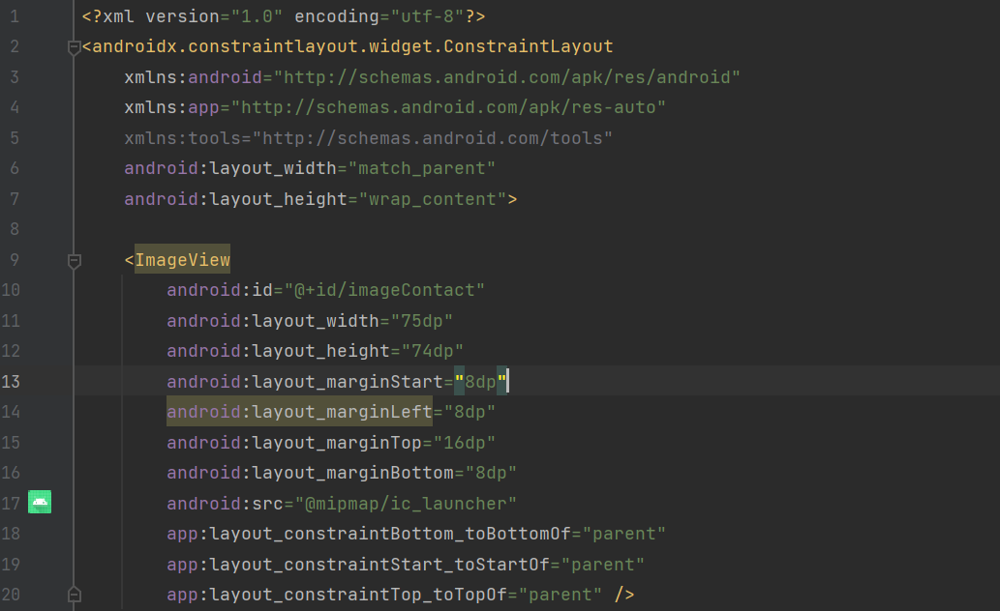 1 <?xml version="1.0" encoding="utf-8"?>
2 <androidx.constraintlayout.widget.ConstraintLayout
3 xmlns:android="http://schemas.android.com/apk/res/android"
4 xmlns:app="http://schemas.android.com/apk/res-auto"
5 xmlns:tools="http://schemas.android.com/tools"
6 android:layout_width="match_parent"
7 android:layout_height="wrap_content">
8
9 <ImageView
10 android:id="@+id/imageContact"
11 android:layout_width="75dp"
12 android:layout_height="74dp"
13 android:layout_marginStart="8dp"
14 android:layout_marginLeft="8dp"
15 android:layout_marginTop="16dp"
16 android:layout_marginBottom="8dp"
17 android:src="@mipmap/ic_launcher"
18 app:layout_constraintBottom_toBottomOf="parent"
19 app:layout_constraintStart_toStartOf="parent"
20 app:layout_constraintTop_toTopOf="parent" />